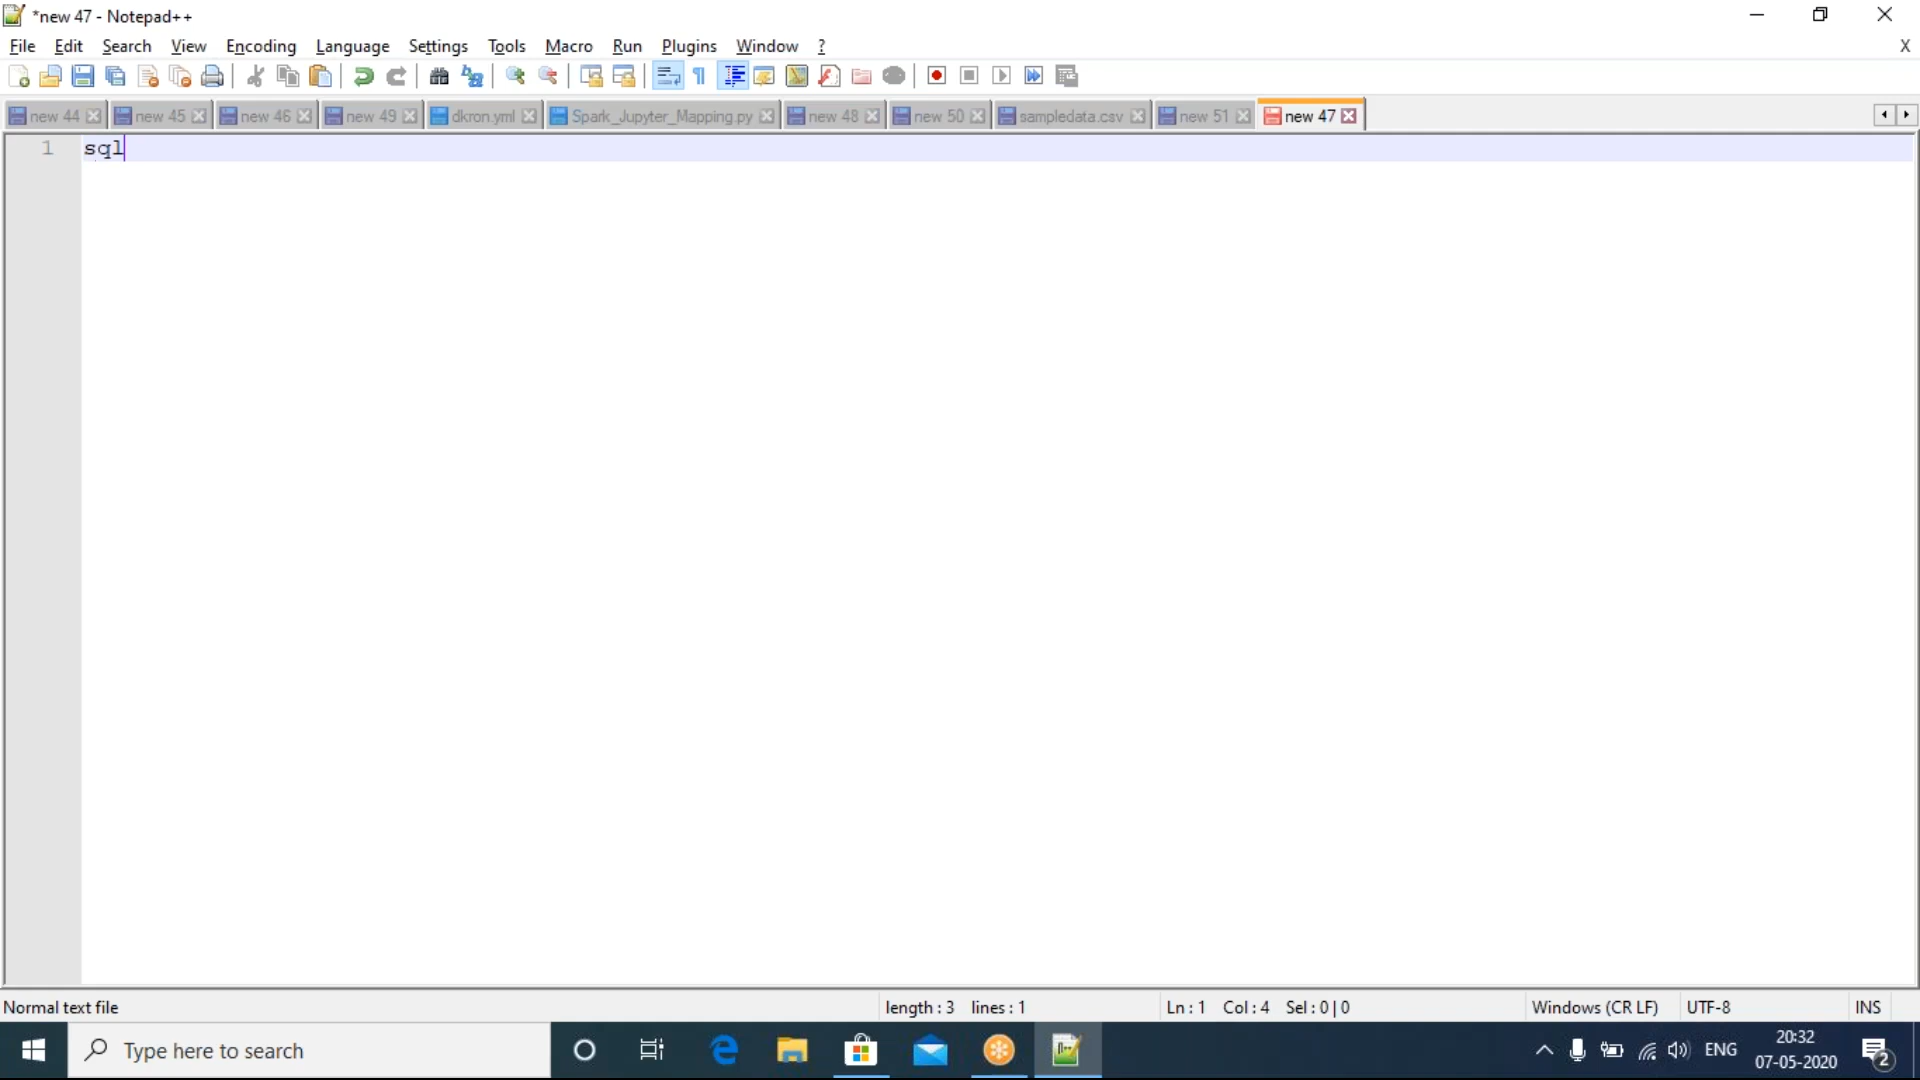 *new 47 - Notepad++
File Edit Search View Encoding Language Settings Tools Macro Run Plugins Window ? X
new 44 new 45 new 46 new 49 dkron.yml Spark_Jupyter_Mapping.py new 48 new 50 sampledata.csv new 51 new 47
1 sql
Normal text file length : 3 lines : 1 Ln : 1 Col : 4 Sel : 0 | 0 Windows (CR LF) UTF-8 INS
Type here to search ENG 20:32
07-05-2020 2